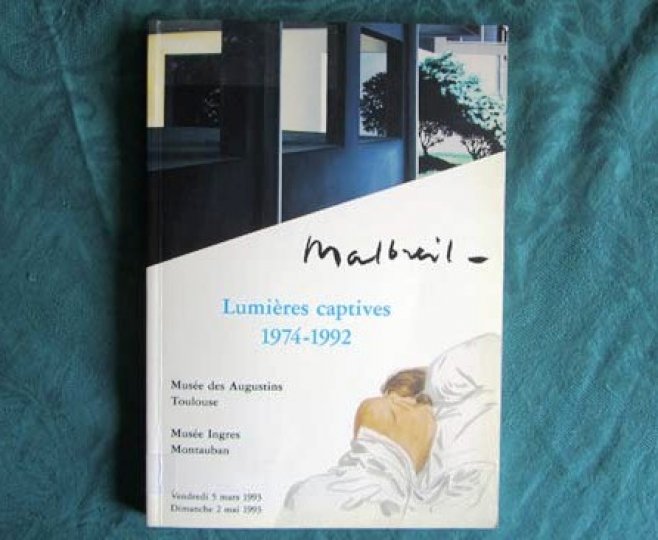 Malbreil
Lumières captives
1974-1992
Musée des Augustins
Toulouse
Musée Ingres
Montauban
Vendredi 5 mars 1993
Dimanche 2 mai 1993